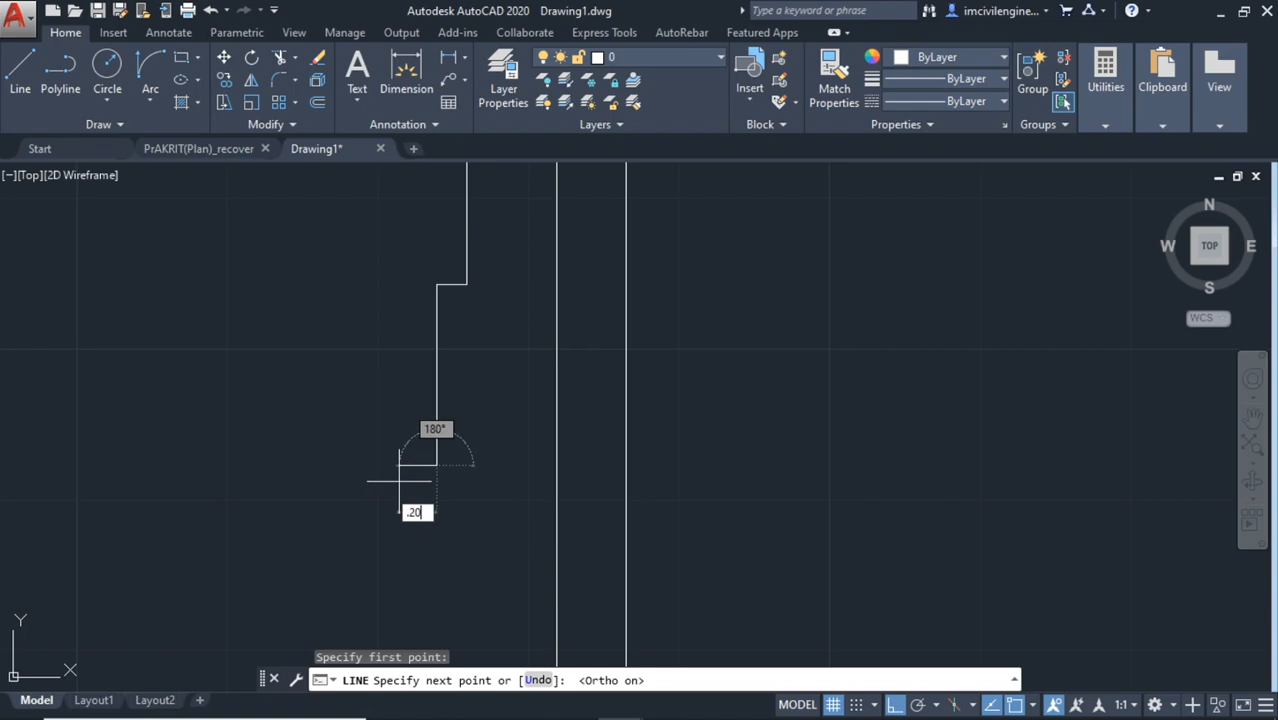 Autodesk AutoCAD 2020 Drawing1.dwg
Type a keyword or phrase
imcivilengine...
Home Insert Annotate Parametric View Manage Output Add-ins Collaborate Express Tools AutoRebar Featured Apps
Line Polyline Circle Arc
Text Dimension
Layer Properties
0
Insert
Match Properties
ByLayer
ByLayer
ByLayer
Group
Utilities Clipboard View
Draw Modify Annotation Layers Block Properties Groups
Start PrAKRIT(Plan)_recover Drawing1*
[−][Top][2D Wireframe]
N
W TOP E
S
WCS
180°
.20
Y
X
Specify first point:
LINE Specify next point or [Undo]: <Ortho on>
Model Layout1 Layout2
MODEL 1:1